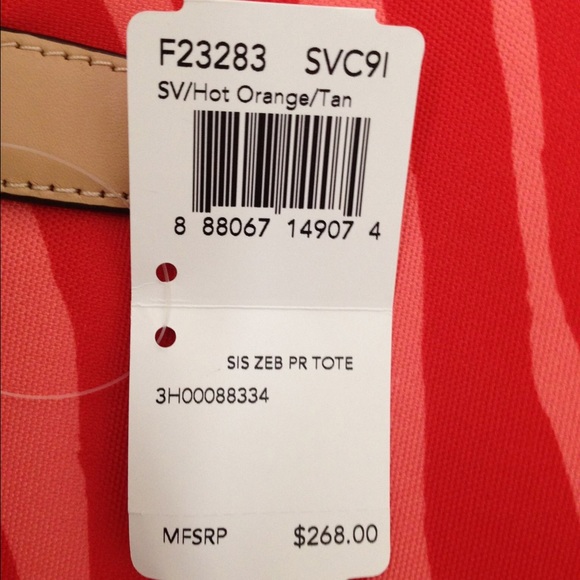 F23283 SVC9I
SV/Hot Orange/Tan
8 88067 14907 4
SIS ZEB PR TOTE
3H00088334
MFSRP $268.00